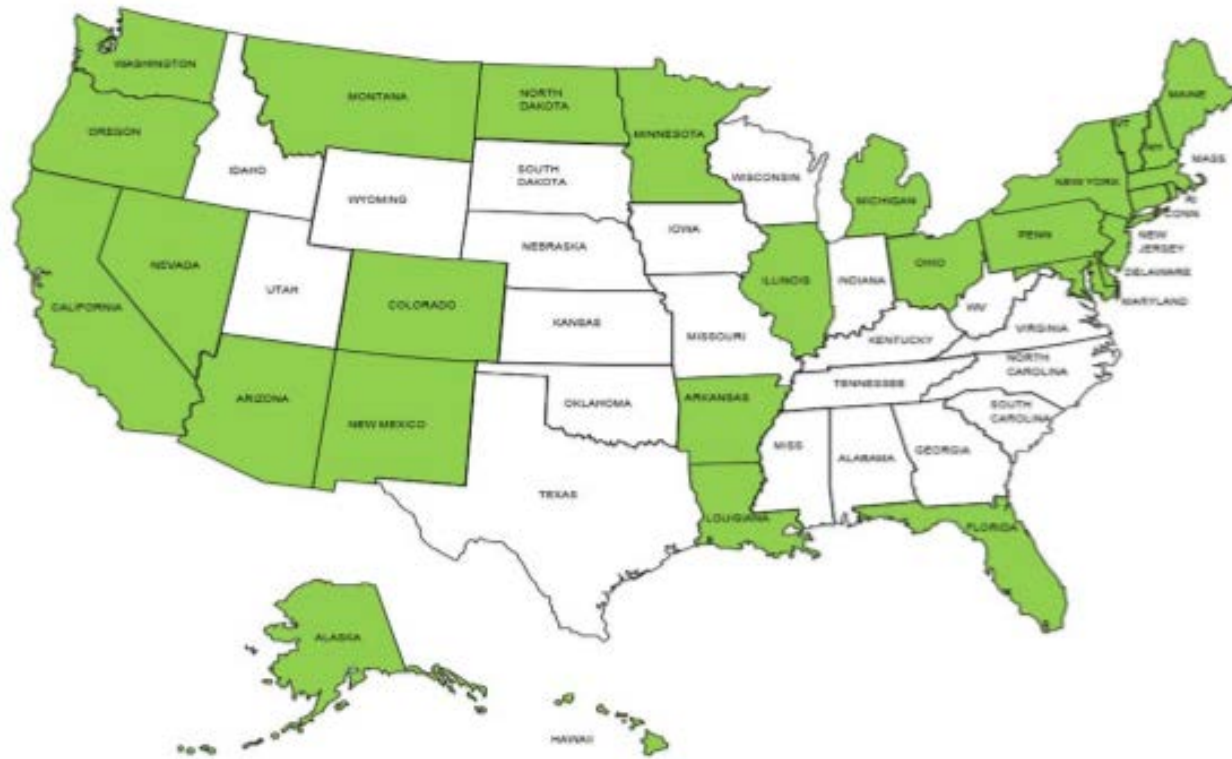 WASHINGTON
MONTANA
NORTH
DAKOTA
MINNESOTA
MAINE
OREGON
IDAHO
SOUTH
DAKOTA
WISCONSIN
VT
NH
MASS
WYOMING
MICHIGAN
NEW YORK
RI
CONN
IOWA
PENN
NEW
JERSEY
NEBRASKA
NEVADA
OHIO
ILLINOIS
INDIANA
DELAWARE
UTAH
COLORADO
MARYLAND
CALIFORNIA
WV
KANSAS
MISSOURI
KENTUCKY
VIRGINIA
NORTH
CAROLINA
TENNESSEE
ARIZONA
NEW MEXICO
OKLAHOMA
ARKANSAS
SOUTH
CAROLINA
MISS
ALABAMA
GEORGIA
TEXAS
LOUISIANA
FLORIDA
ALASKA
HAWAII